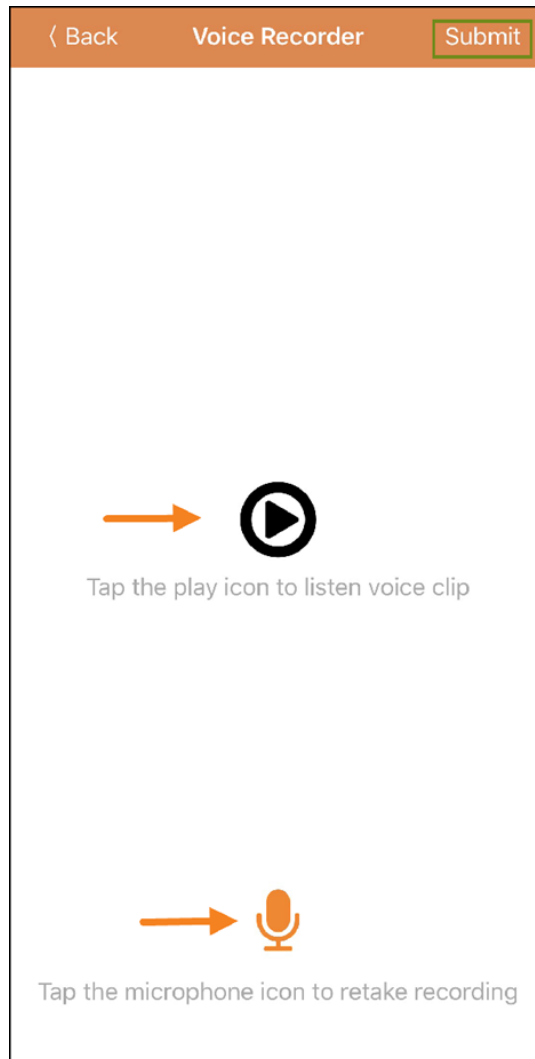 Back Voice Recorder Submit
Tap the play icon to listen voice clip
Tap the microphone icon to retake recording